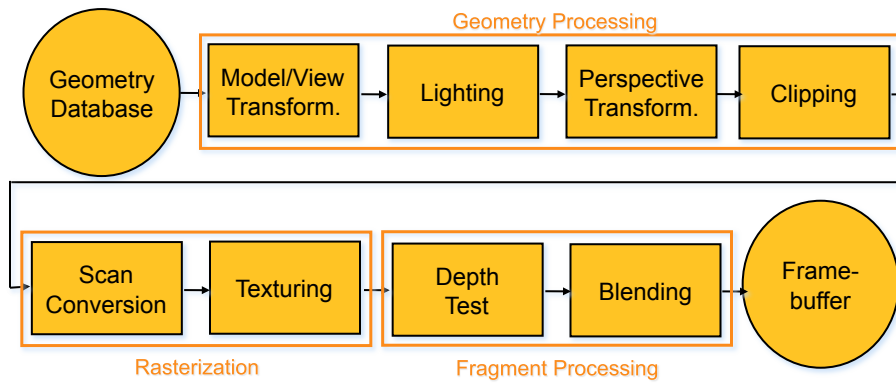 Geometry Processing
Geometry
Database
Model/View
Transform.
Lighting
Perspective
Transform.
Clipping
Scan
Conversion
Texturing
Depth
Test
Blending
Frame-
buffer
Rasterization
Fragment Processing